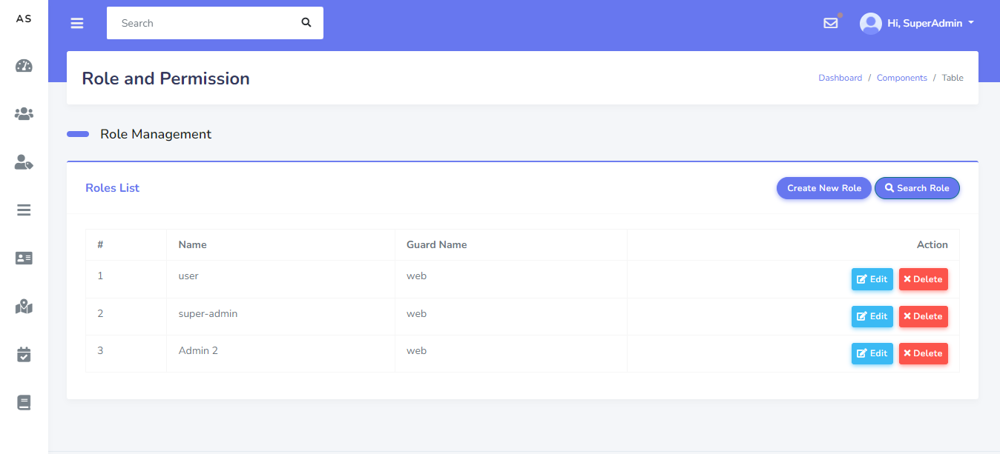 AS
Search
Hi, SuperAdmin
Role and Permission
Dashboard / Components / Table
Role Management
Roles List
Create New Role
Search Role
# Name Guard Name Action
1 user web Edit Delete
2 super-admin web Edit Delete
3 Admin 2 web Edit Delete